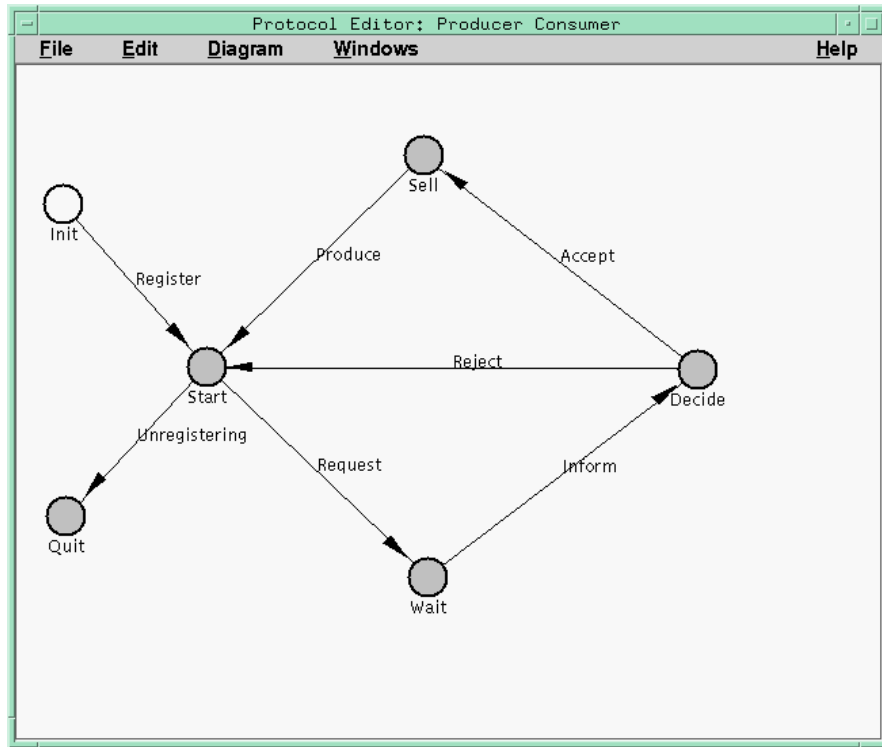 Protocol Editor: Producer Consumer
File Edit Diagram Windows Help
Sell
Init
Produce
Accept
Register
Reject
Start
Decide
Unregistering
Request
Inform
Quit
Wait